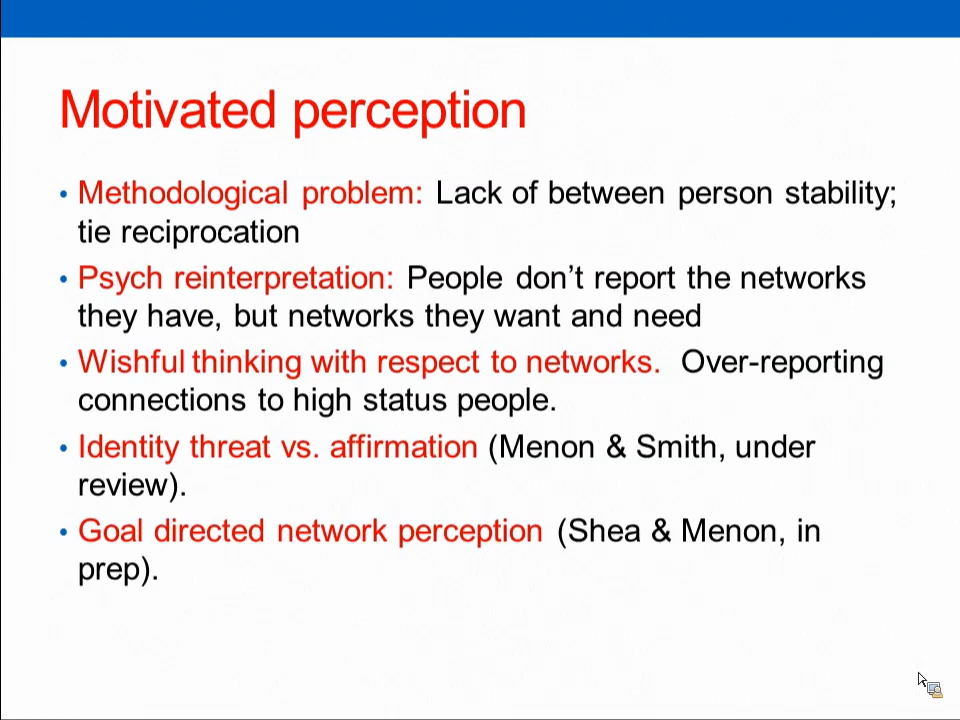 Motivated perception
• Methodological problem: Lack of between person stability;
tie reciprocation
• Psych reinterpretation: People don’t report the networks
they have, but networks they want and need
• Wishful thinking with respect to networks. Over-reporting
connections to high status people.
• Identity threat vs. affirmation (Menon & Smith, under
review).
• Goal directed network perception (Shea & Menon, in
prep).